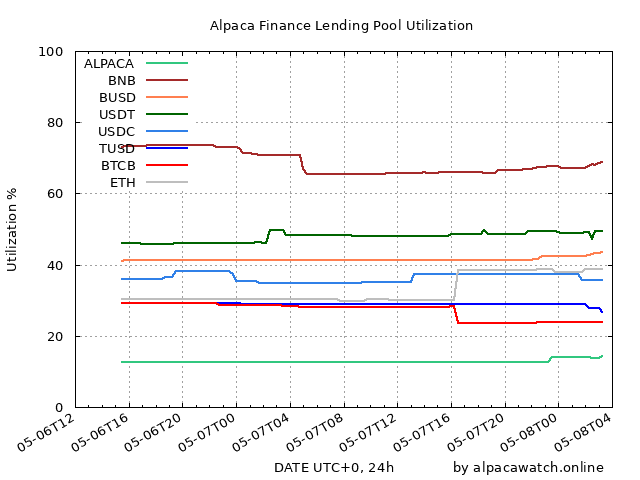 Alpaca Finance Lending Pool Utilization
100
80
60
40
20
0
Utilization %
ALPACA
BNB
BUSD
USDT
USDC
TUSD
BTCB
ETH
05-06T12
05-06T16
05-06T20
05-07T00
05-07T04
05-07T08
05-07T12
05-07T16
05-07T20
05-08T00
05-08T04
DATE UTC+0, 24h
by alpacawatch.online